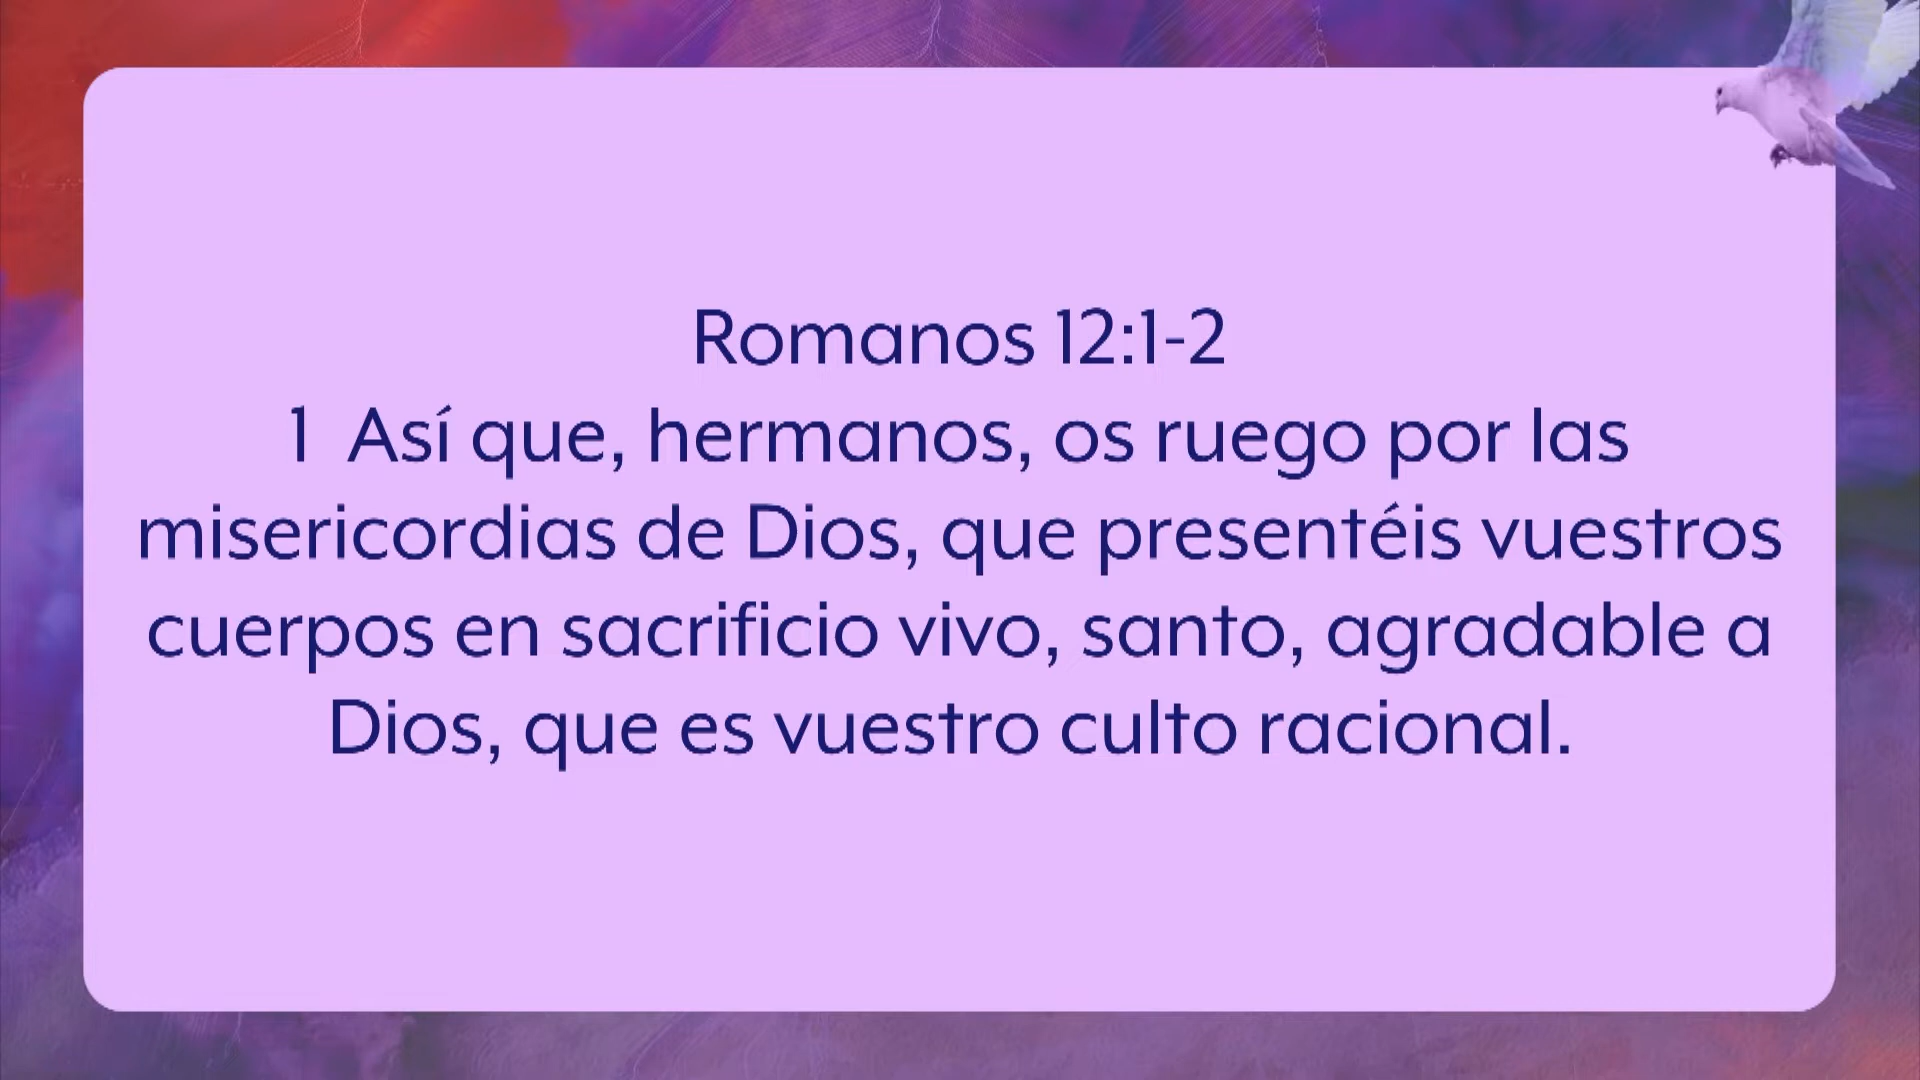 Romanos 12:1-2
1 Así que, hermanos, os ruego por las
misericordias de Dios, que presentéis vuestros
cuerpos en sacrificio vivo, santo, agradable a
Dios, que es vuestro culto racional.